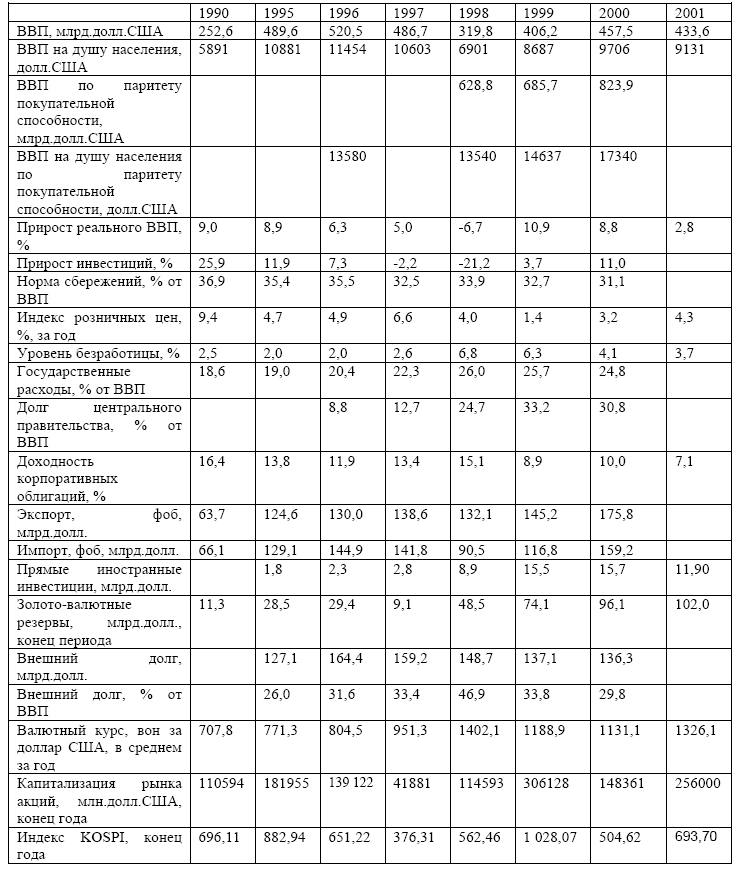 1990 1995 1996 1997 1998 1999 2000 2001
ВВП, млрд.долл.США 252,6 489,6 520,5 486,7 319,8 406,2 457,5 433,6
ВВП на душу населения, 5891 10881 11454 10603 6901 8687 9706 9131
долл.США
ВВП по паритету 628,8 685,7 823,9
покупательной
способности,
млрд.долл.США
ВВП на душу населения 13580 13540 14637 17340
по паритету
покупательной
способности, долл.США
Прирост реального ВВП, 9,0 8,9 6,3 5,0 -6,7 10,9 8,8 2,8
%
Прирост инвестиций, % 25,9 11,9 7,3 -2,2 -21,2 3,7 11,0
Норма сбережений, % от 36,9 35,4 35,5 32,5 33,9 32,7 31,1
ВВП
Индекс розничных цен, 9,4 4,7 4,9 6,6 4,0 1,4 3,2 4,3
%, за год
Уровень безработицы, % 2,5 2,0 2,0 2,6 6,8 6,3 4,1 3,7
Государственные 18,6 19,0 20,4 22,3 26,0 25,7 24,8
расходы, % от ВВП
Долг центрального 8,8 12,7 24,7 33,2 30,8
правительства, % от
ВВП
Доходность 16,4 13,8 11,9 13,4 15,1 8,9 10,0 7,1
корпоративных
облигаций, %
Экспорт, фоб, 63,7 124,6 130,0 138,6 132,1 145,2 175,8
млрд.долл.
Импорт, фоб, млрд.долл. 66,1 129,1 144,9 141,8 90,5 116,8 159,2
Прямые иностранные 1,8 2,3 2,8 8,9 15,5 15,7 11,90
инвестиции, млрд.долл.
Золото-валютные 11,3 28,5 29,4 9,1 48,5 74,1 96,1 102,0
резервы, млрд.долл.,
конец периода
Внешний долг, 127,1 164,4 159,2 148,7 137,1 136,3
млрд.долл.
Внешний долг, % от 26,0 31,6 33,4 46,9 33,8 29,8
ВВП
Валютный курс, вон за 707,8 771,3 804,5 951,3 1402,1 1188,9 1131,1 1326,1
доллар США, в среднем
за год
Капитализация рынка 110594 181955 139 122 41881 114593 306128 148361 256000
акций, млн.долл.США,
конец года
Индекс KOSPI, конец 696,11 882,94 651,22 376,31 562,46 1 028,07 504,62 693,70
года